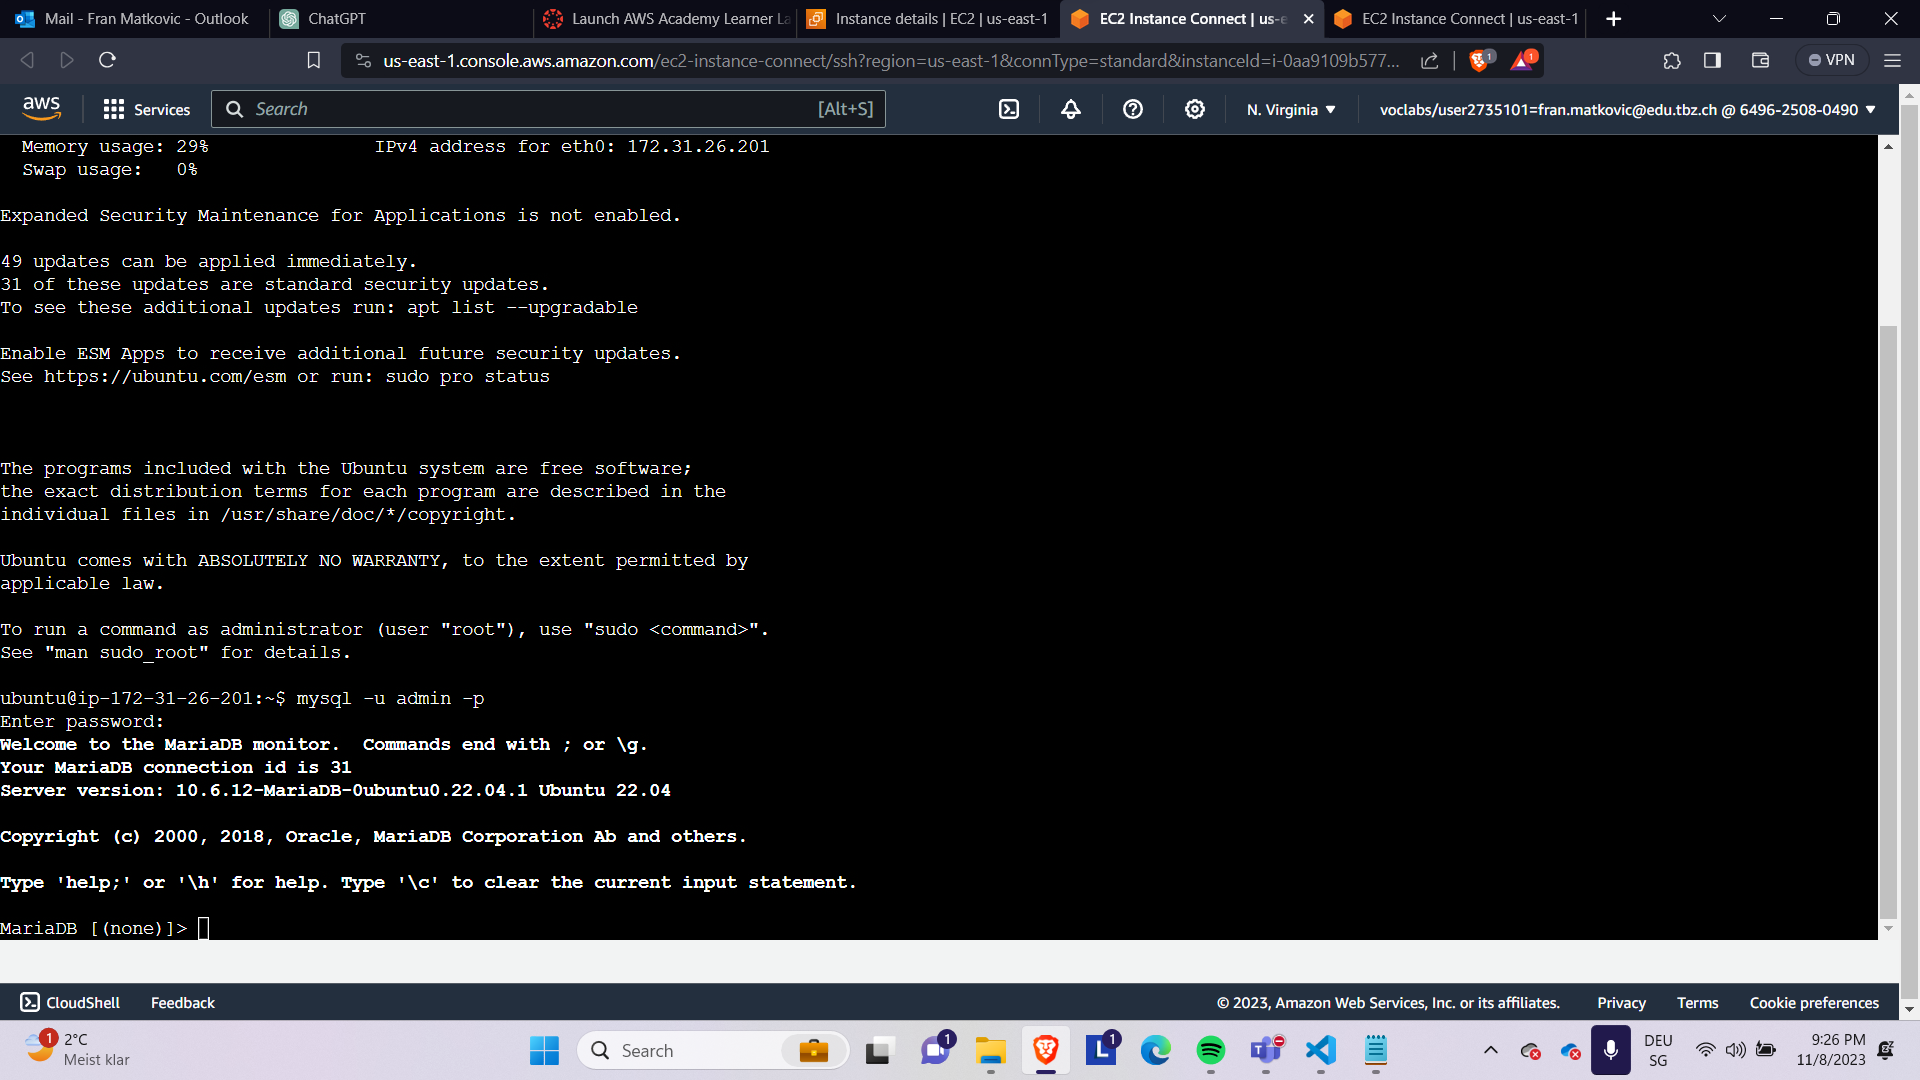 Mail - Fran Matkovic - Outlook
ChatGPT
Launch AWS Academy Learner La
Instance details | EC2 | us-east-1
EC2 Instance Connect | us-e
EC2 Instance Connect | us-east-1
us-east-1.console.aws.amazon.com/ec2-instance-connect/ssh?region=us-east-1&connType=standard&instanceId=i-0aa9109b577...
1
1
VPN
aws
Services
Search
[Alt+S]
N. Virginia
voclabs/user2735101=fran.matkovic@edu.tbz.ch @ 6496-2508-0490
Memory usage: 29%               IPv4 address for eth0: 172.31.26.201
Swap usage:   0%
Expanded Security Maintenance for Applications is not enabled.
49 updates can be applied immediately.
31 of these updates are standard security updates.
To see these additional updates run: apt list --upgradable
Enable ESM Apps to receive additional future security updates.
See https://ubuntu.com/esm or run: sudo pro status
The programs included with the Ubuntu system are free software;
the exact distribution terms for each program are described in the
individual files in /usr/share/doc/*/copyright.
Ubuntu comes with ABSOLUTELY NO WARRANTY, to the extent permitted by
applicable law.
To run a command as administrator (user "root"), use "sudo <command>".
See "man sudo_root" for details.
ubuntu@ip-172-31-26-201:~$ mysql -u admin -p
Enter password:
Welcome to the MariaDB monitor.  Commands end with ; or \g.
Your MariaDB connection id is 31
Server version: 10.6.12-MariaDB-0ubuntu0.22.04.1 Ubuntu 22.04
Copyright (c) 2000, 2018, Oracle, MariaDB Corporation Ab and others.
Type 'help;' or '\h' for help. Type '\c' to clear the current input statement.
MariaDB [(none)]>
CloudShell
Feedback
© 2023, Amazon Web Services, Inc. or its affiliates.
Privacy
Terms
Cookie preferences
1
2°C
Meist klar
Search
1
L
1
DEU
SG
9:26 PM
11/8/2023